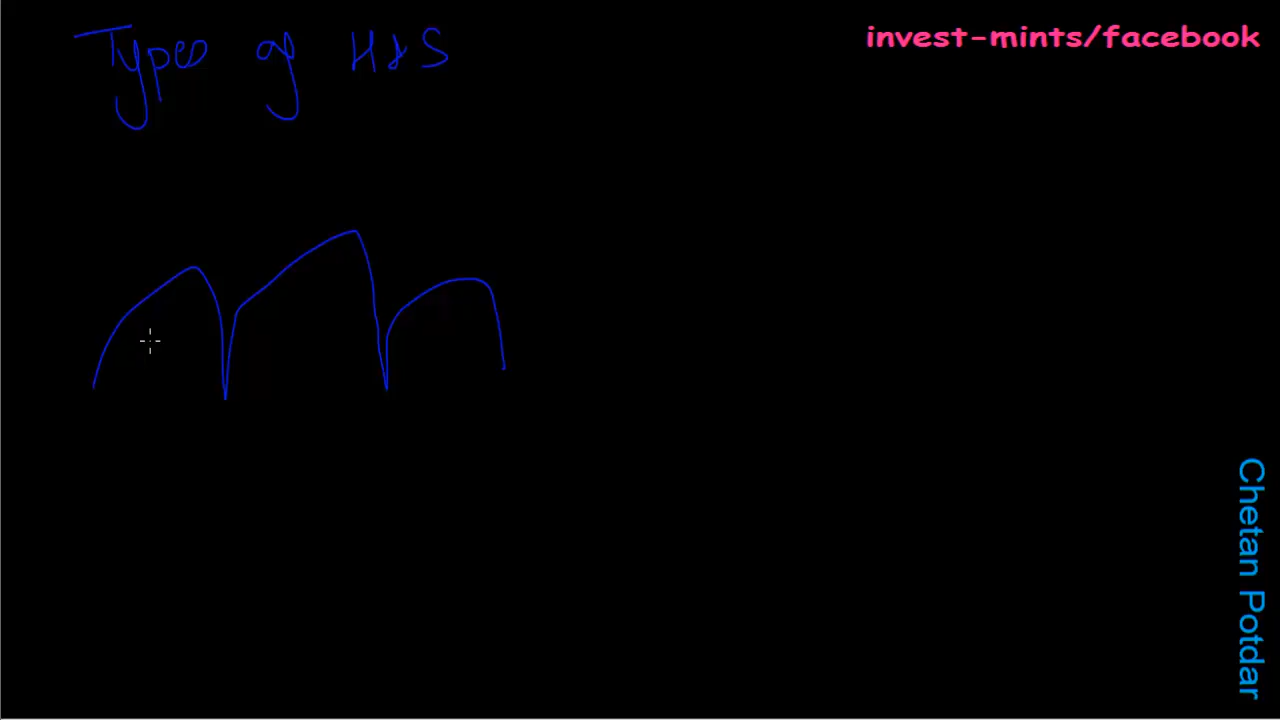 Types of H&S
invest-mints/facebook
Chetan Potdar